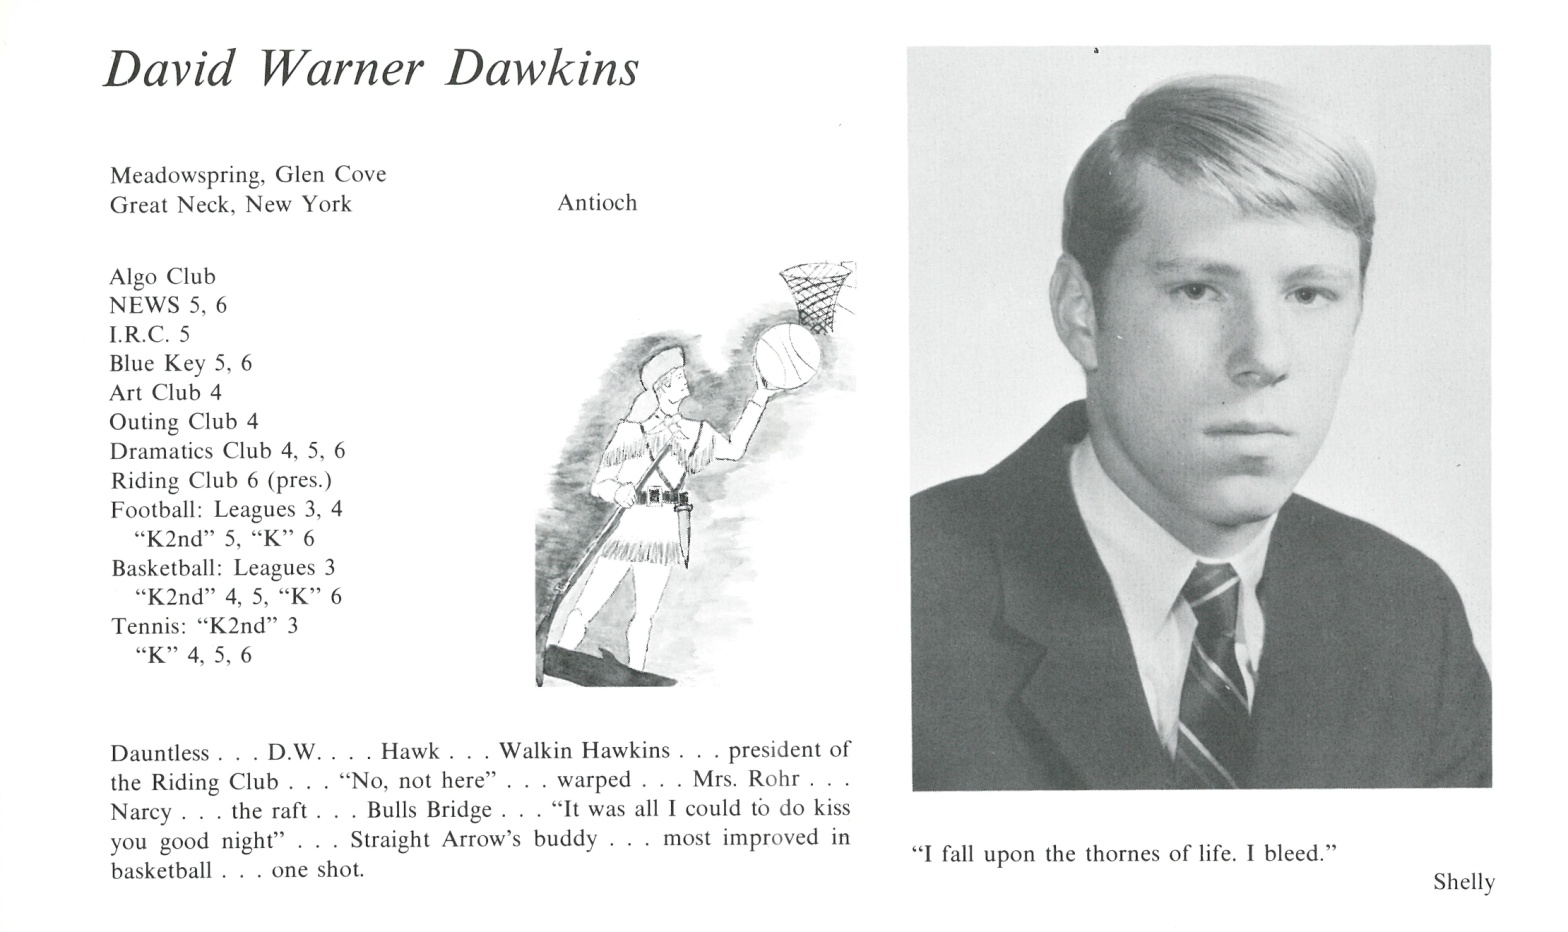 David Warner Dawkins
Meadowspring, Glen Cove
Great Neck, New York
Antioch
Algo Club
NEWS 5, 6
I.R.C. 5
Blue Key 5, 6
Art Club 4
Outing Club 4
Dramatics Club 4, 5, 6
Riding Club 6 (pres.)
Football: Leagues 3, 4
“K2nd” 5, “K” 6
Basketball: Leagues 3
“K2nd” 4, 5, “K” 6
Tennis: “K2nd” 3
“K” 4, 5, 6
Dauntless . . . D.W. . . . Hawk . . . Walkin Hawkins . . . president of
the Riding Club . . . “No, not here” . . . warped . . . Mrs. Rohr . . .
Narcy . . . the raft . . . Bulls Bridge . . . “It was all I could to do kiss
you good night” . . . Straight Arrow’s buddy . . . most improved in
basketball . . . one shot.
“I fall upon the thornes of life. I bleed.”
Shelly